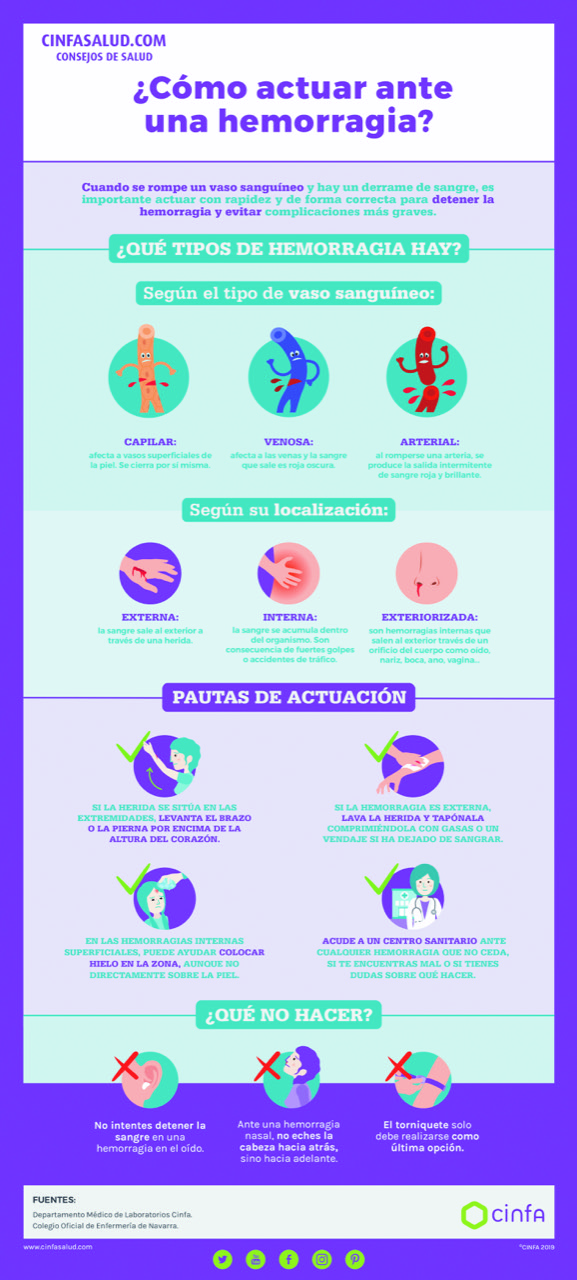 CINFASALUD.COM
CONSEJOS DE SALUD
¿Cómo actuar ante
una hemorragia?
Cuando se rompe un vaso sanguíneo y hay un derrame de sangre, es
importante actuar con rapidez y de forma correcta para detener la
hemorragia y evitar complicaciones más graves.
¿QUÉ TIPOS DE HEMORRAGIA HAY?
Según el tipo de vaso sanguíneo:
CAPILAR:
afecta a vasos superficiales de
la piel. Se cierra por sí misma.
VENOSA:
afecta a las venas y la sangre
que sale es roja oscura.
ARTERIAL:
al romperse una arteria, se
produce la salida intermitente
de sangre roja y brillante.
Según su localización:
EXTERNA:
la sangre sale al exterior a
través de una herida.
INTERNA:
la sangre se acumula dentro
del organismo. Son
consecuencia de fuertes golpes
o accidentes de tráfico.
EXTERIORIZADA:
son hemorragias internas que
salen al exterior través de un
orificio del cuerpo como oído,
nariz, boca, ano, vagina...
PAUTAS DE ACTUACIÓN
SI LA HERIDA SE SITÚA EN LAS
EXTREMIDADES, LEVANTA EL BRAZO
O LA PIERNA POR ENCIMA DE LA
ALTURA DEL CORAZÓN.
SI LA HEMORRAGIA ES EXTERNA,
LAVA LA HERIDA Y TAPÓNALA
COMPRIMIÉNDOLA CON GASAS O UN
VENDAJE SI HA DEJADO DE SANGRAR.
EN LAS HEMORRAGIAS INTERNAS
SUPERFICIALES, PUEDE AYUDAR COLOCAR
HIELO EN LA ZONA, AUNQUE NO
DIRECTAMENTE SOBRE LA PIEL.
ACUDE A UN CENTRO SANITARIO ANTE
CUALQUIER HEMORRAGIA QUE NO CEDA,
SI TE ENCUENTRAS MAL O SI TIENES
DUDAS SOBRE QUÉ HACER.
¿QUÉ NO HACER?
No intentes detener la
sangre en una
hemorragia en el oído.
Ante una hemorragia
nasal, no eches la
cabeza hacia atrás,
sino hacia adelante.
El torniquete solo
debe realizarse como
última opción.
FUENTES:
Departamento Médico de Laboratorios Cinfa.
Colegio Oficial de Enfermería de Navarra.
cinfa
www.cinfasalud.com
©CINFA 2019